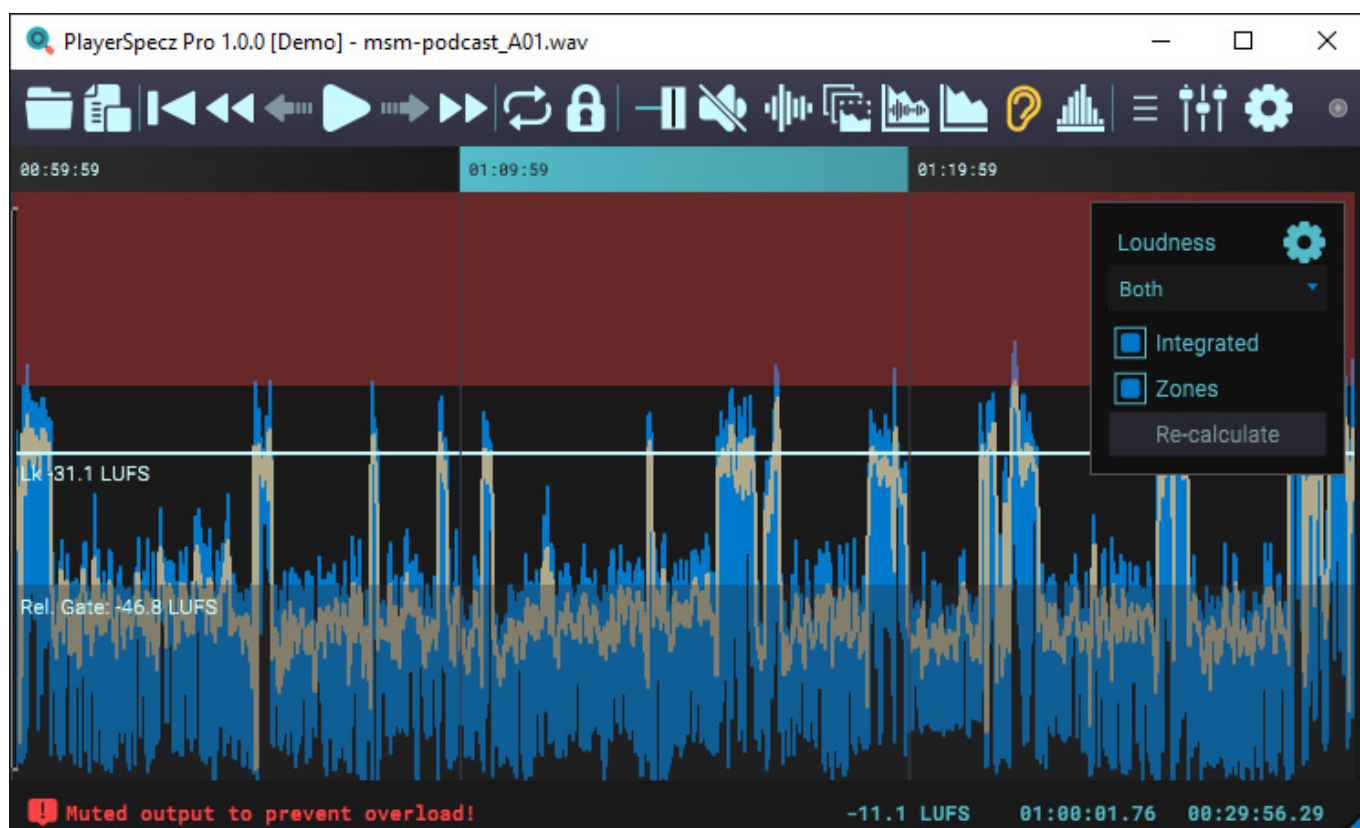 PlayerSpecz Pro 1.0.0 [Demo] - msm-podcast_A01.wav
00:59:59 01:09:59 01:19:59
Loudness
Both
Integrated
Zones
Re-calculate
Lk -31.1 LUFS
Rel. Gate: -46.8 LUFS
Muted output to prevent overload! -11.1 LUFS 01:00:01.76 00:29:56.29